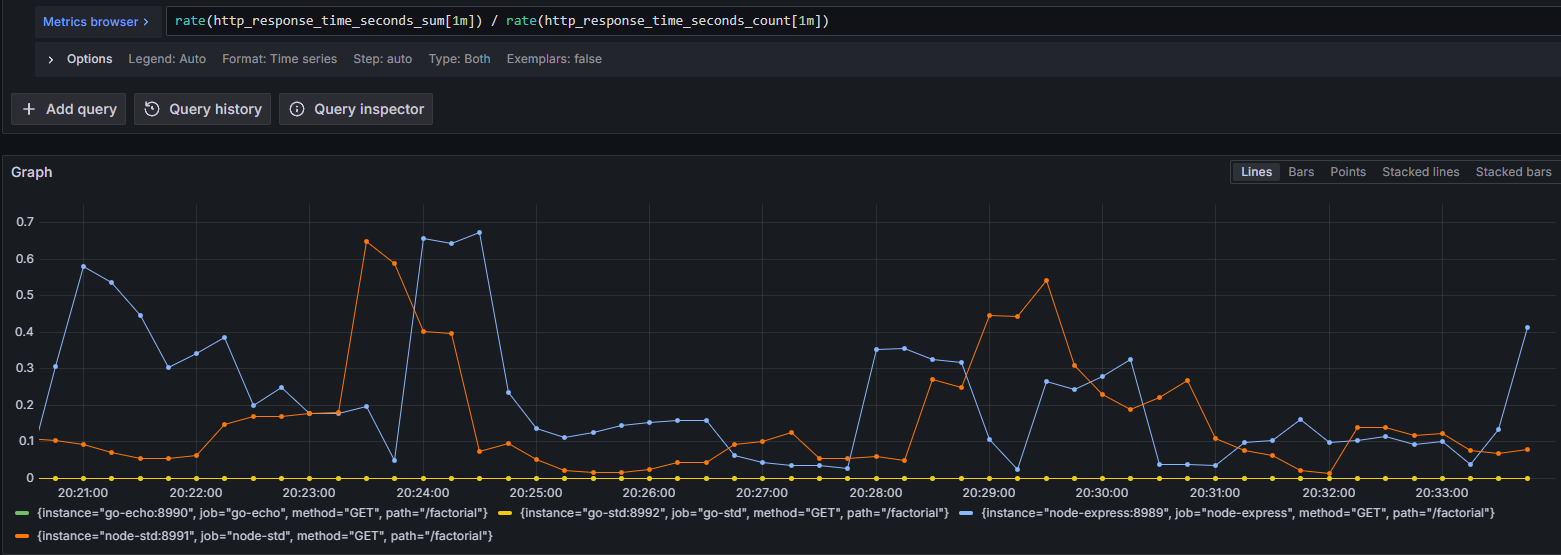 Metrics browser > rate(http_response_time_seconds_sum[1m]) / rate(http_response_time_seconds_count[1m])
> Options Legend: Auto Format: Time series Step: auto Type: Both Exemplars: false
+ Add query Query history Query inspector
Graph Lines Bars Points Stacked lines Stacked bars
0.7
0.6
0.5
0.4
0.3
0.2
0.1
0
20:21:00 20:22:00 20:23:00 20:24:00 20:25:00 20:26:00 20:27:00 20:28:00 20:29:00 20:30:00 20:31:00 20:32:00 20:33:00
{instance="go-echo:8990", job="go-echo", method="GET", path="/factorial"} {instance="go-std:8992", job="go-std", method="GET", path="/factorial"} {instance="node-express:8989", job="node-express", method="GET", path="/factorial"}
{instance="node-std:8991", job="node-std", method="GET", path="/factorial"}